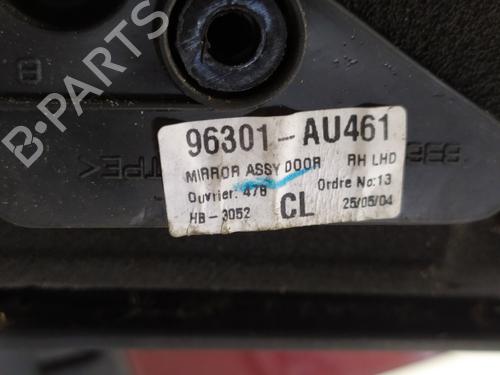 96301-AU461
MIRROR ASSY DOOR RH LHD
Ouvrier: 478 Ordre No:13
HB-3052 CL 25/05/04
B-PARTS